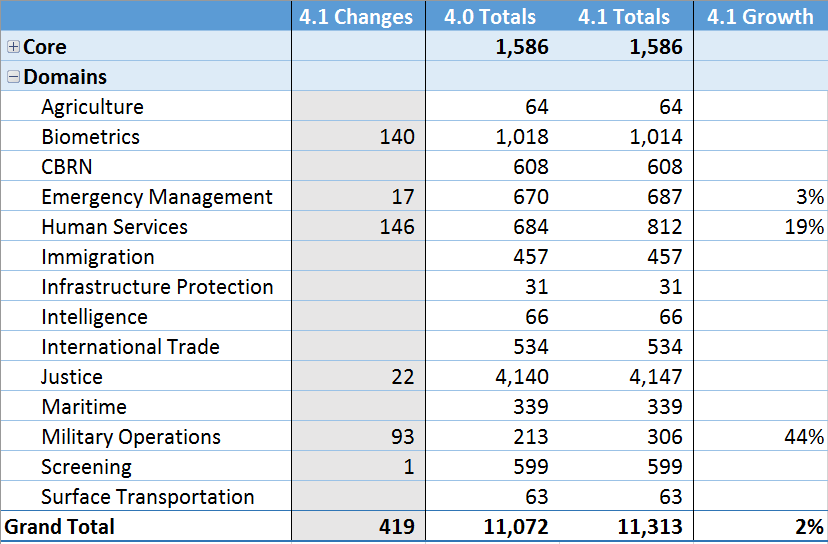 4.1 Changes 4.0 Totals 4.1 Totals 4.1 Growth
Core 1,586 1,586
Domains
Agriculture 64 64
Biometrics 140 1,018 1,014
CBRN 608 608
Emergency Management 17 670 687 3%
Human Services 146 684 812 19%
Immigration 457 457
Infrastructure Protection 31 31
Intelligence 66 66
International Trade 534 534
Justice 22 4,140 4,147
Maritime 339 339
Military Operations 93 213 306 44%
Screening 1 599 599
Surface Transportation 63 63
Grand Total 419 11,072 11,313 2%